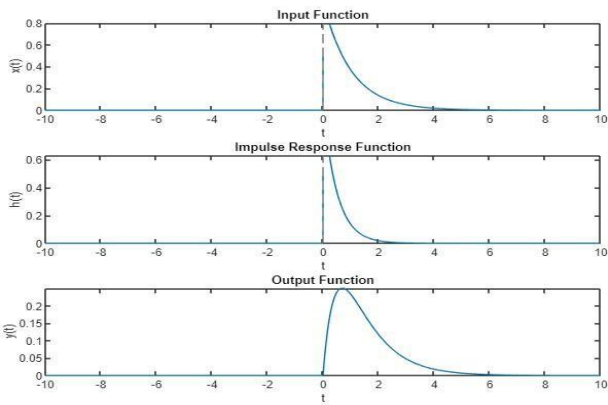 Input Function
x(t)
0.8
0.6
0.4
0.2
0
-10 -8 -6 -4 -2 0 2 4 6 8 10
t
Impulse Response Function
h(t)
0.6
0.4
0.2
0
-10 -8 -6 -4 -2 0 2 4 6 8 10
t
Output Function
y(t)
0.2
0.15
0.1
0.05
0
-10 -8 -6 -4 -2 0 2 4 6 8 10
t